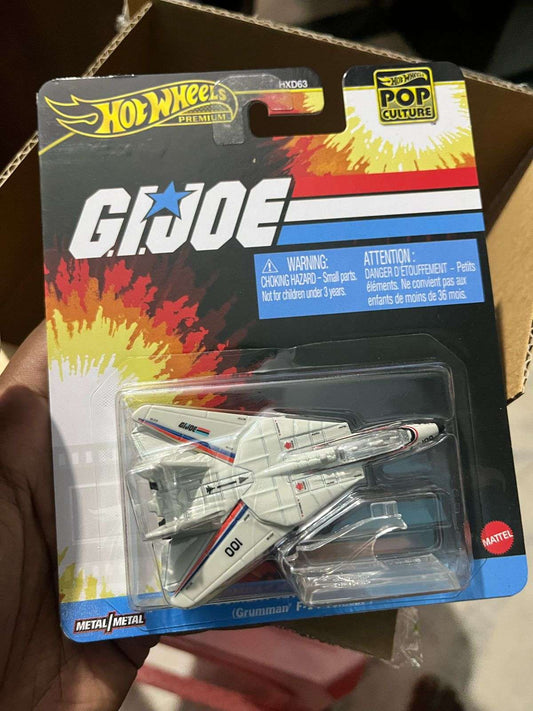 HXD63
HOT WHEELS
PREMIUM
HOT WHEELS
POP
CULTURE
G.I.JOE
WARNING:
CHOKING HAZARD – Small parts.
Not for children under 3 years.
ATTENTION :
DANGER D'ÉTOUFFEMENT – Petits
éléments. Ne convient pas aux
enfants de moins de 36 mois.
G.I.JOE
001
MATTEL
METAL/METAL
(Grumman